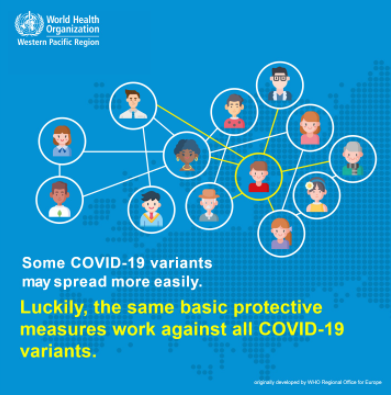 World Health
Organization
Western Pacific Region
Some COVID-19 variants
may spread more easily.
Luckily, the same basic protective
measures work against all COVID-19
variants.
originally developed by WHO Regional Office for Europe